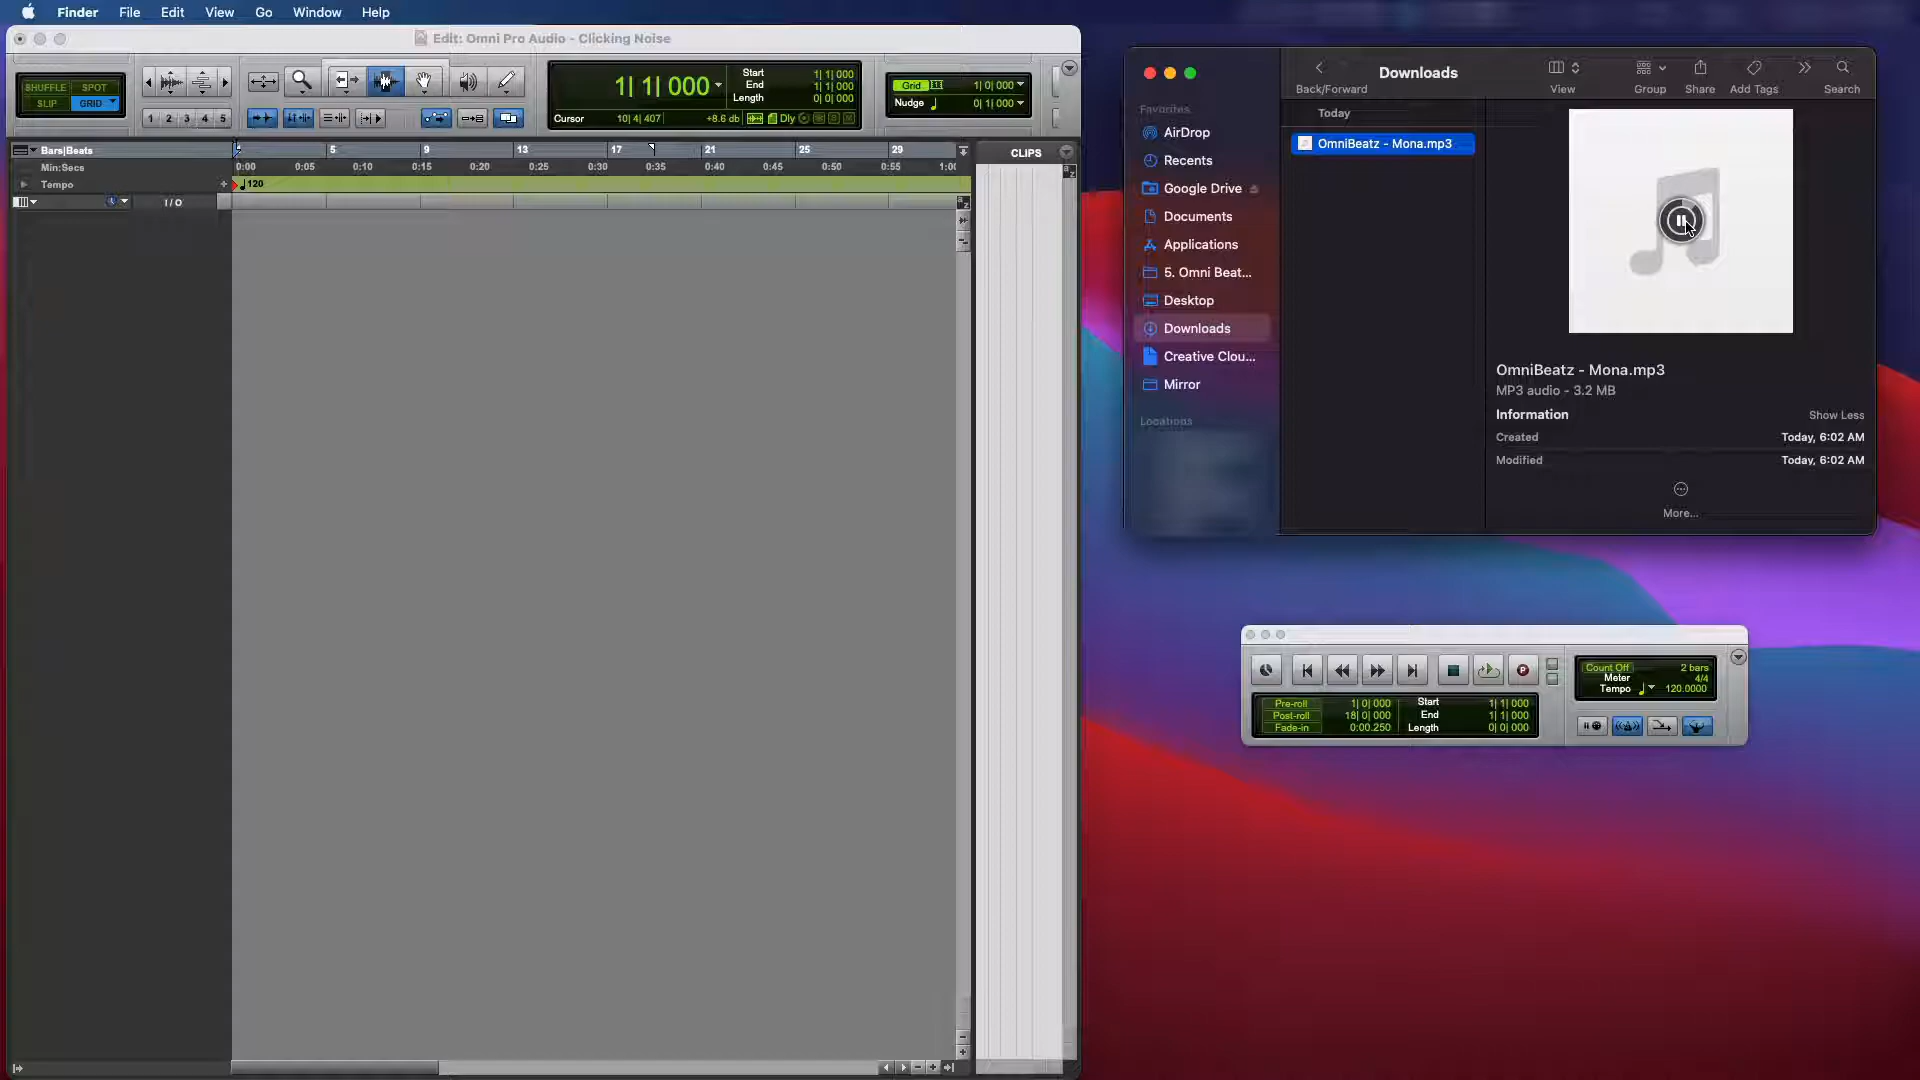 Finder File Edit View Go Window Help
Edit: Omni Pro Audio - Clicking Noise
SHUFFLE SPOT
SLIP GRID
1 2 3 4 5
1| 1| 000
Start 1| 1| 000
End 1| 1| 000
Length 0| 0| 000
Cursor 10| 4| 407 +8.6 db Dly
Grid 1| 0| 000
Nudge 0| 1| 000
Bars|Beats 5 9 13 17 21 25 29
Min:Secs 0:00 0:05 0:10 0:15 0:20 0:25 0:30 0:35 0:40 0:45 0:50 0:55 1:00
Tempo 120
I / O
CLIPS
a z
Back/Forward
Downloads
View
Group
Share
Add Tags
Search
Favorites
AirDrop
Recents
Google Drive
Documents
Applications
5. Omni Beat...
Desktop
Downloads
Creative Clou...
Mirror
Locations
Today
OmniBeatz - Mona.mp3
OmniBeatz - Mona.mp3
MP3 audio - 3.2 MB
Information Show Less
Created Today, 6:02 AM
Modified Today, 6:02 AM
More...
Pre-roll 1| 0| 000 Start 1| 1| 000
Post-roll 18| 0| 000 End 1| 1| 000
Fade-in 0:00.250 Length 0| 0| 000
Count Off 2 bars
Meter 4/4
Tempo 120.0000